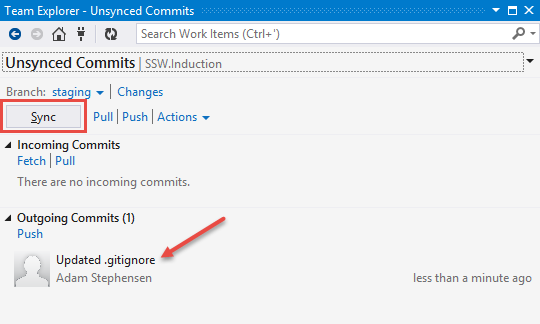 Team Explorer - Unsynced Commits
Search Work Items (Ctrl+')
Unsynced Commits | SSW.Induction
Branch: staging | Changes
Sync Pull | Push | Actions
Incoming Commits
Fetch | Pull
There are no incoming commits.
Outgoing Commits (1)
Push
Updated .gitignore
Adam Stephensen less than a minute ago